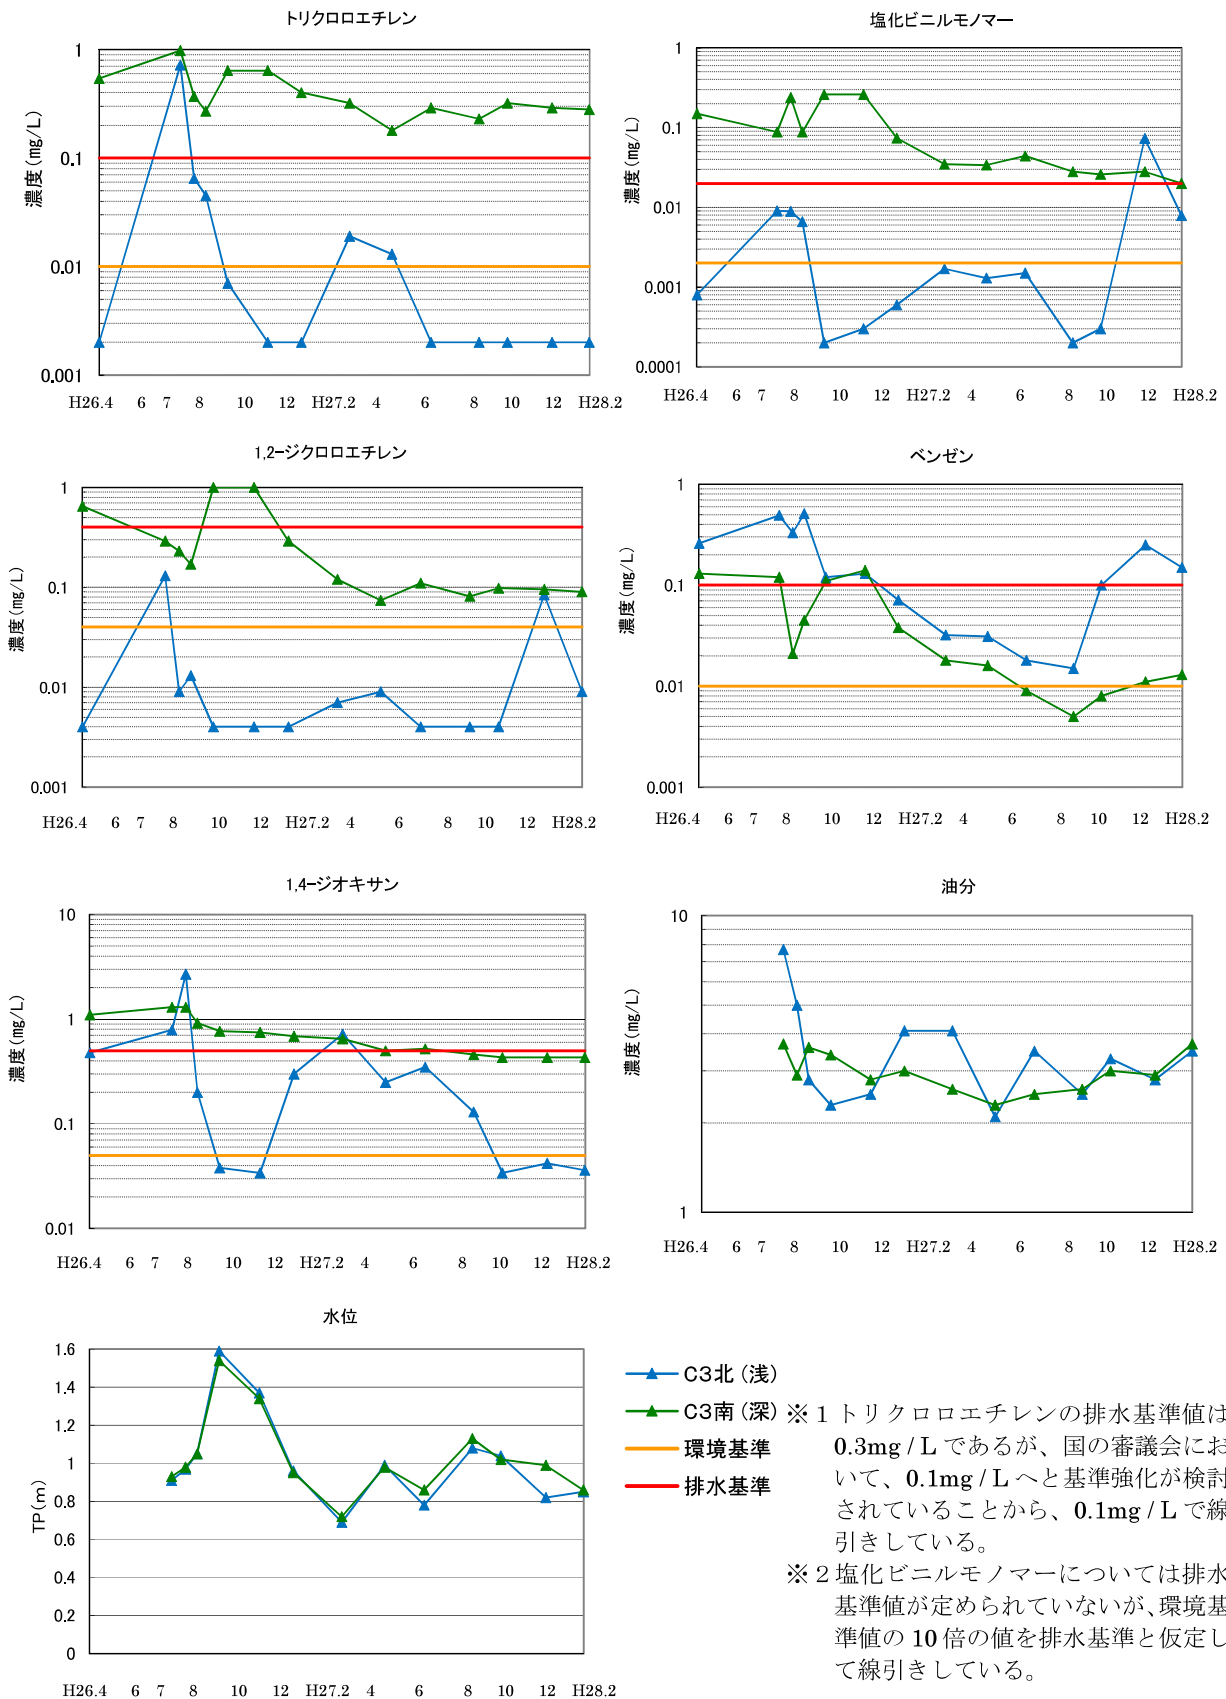 トリクロロエチレン
濃度(mg/L)
1
0.1
0.01
0.001
H26.4 6 7 8 10 12 H27.2 4 6 8 10 12 H28.2
塩化ビニルモノマー
濃度(mg/L)
1
0.1
0.01
0.001
0.0001
H26.4 6 7 8 10 12 H27.2 4 6 8 10 12 H28.2
1,2-ジクロロエチレン
濃度(mg/L)
1
0.1
0.01
0.001
H26.4 6 7 8 10 12 H27.2 4 6 8 10 12 H28.2
ベンゼン
濃度(mg/L)
1
0.1
0.01
0.001
H26.4 6 7 8 10 12 H27.2 4 6 8 10 12 H28.2
1,4-ジオキサン
濃度(mg/L)
10
1
0.1
0.01
H26.4 6 7 8 10 12 H27.2 4 6 8 10 12 H28.2
油分
濃度(mg/L)
10
1
H26.4 6 7 8 10 12 H27.2 4 6 8 10 12 H28.2
水位
TP(m)
1.6
1.4
1.2
1
0.8
0.6
0.4
0.2
0
H26.4 6 7 8 10 12 H27.2 4 6 8 10 12 H28.2
C3北(浅)
C3南(深)
環境基準
排水基準
※1 トリクロロエチレンの排水基準値は
0.3mg / L であるが、国の審議会にお
いて、0.1mg / L へと基準強化が検討
されていることから、0.1mg / L で線
引きしている。
※2 塩化ビニルモノマーについては排水
基準値が定められていないが、環境基
準値の 10 倍の値を排水基準と仮定し
て線引きしている。